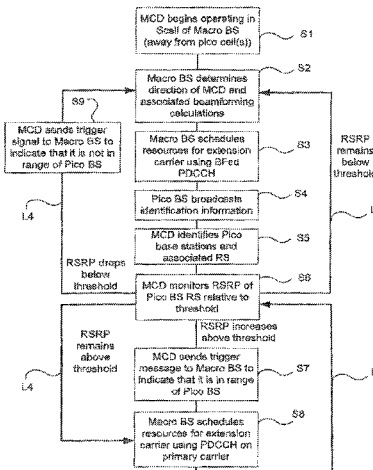 MCD begins operating in
Scell of Macro BS
(away from pico cell(s))
S1
Macro BS determines
direction of MCD and
associated beamforming
calculations
S2
S9
MCD sends trigger
signal to Macro BS to
indicate that it is not in
range of Pico BS
Macro BS schedules
resources for extension
carrier using BFed
PDCCH
S3
RSRP
remains
below
threshold
Pico BS broadcasts
identification information
S4
L4
MCD identifies Pico
base stations and
associated RS
S5
RSRP drops
below
threshold
MCD monitors RSRP of
Pico BS RS relative to
threshold
S6
RSRP increases
above threshold
RSRP
remains
above
threshold
L4
MCD sends trigger
message to Macro BS to
indicate that it is in range
of Pico BS
S7
Macro BS schedules
resources for extension
carrier using PDCCH on
primary carrier
S8